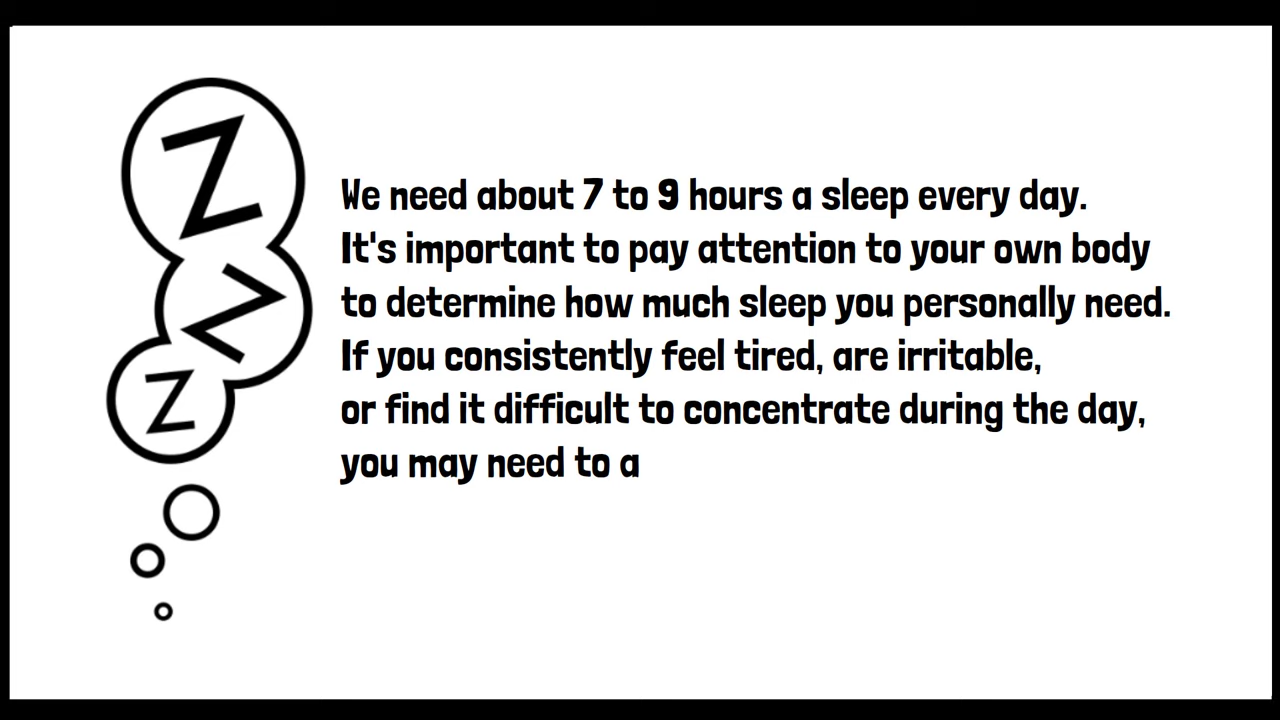 Z
Z
Z
We need about 7 to 9 hours a sleep every day.
It's important to pay attention to your own body
to determine how much sleep you personally need.
If you consistently feel tired, are irritable,
or find it difficult to concentrate during the day,
you may need to a